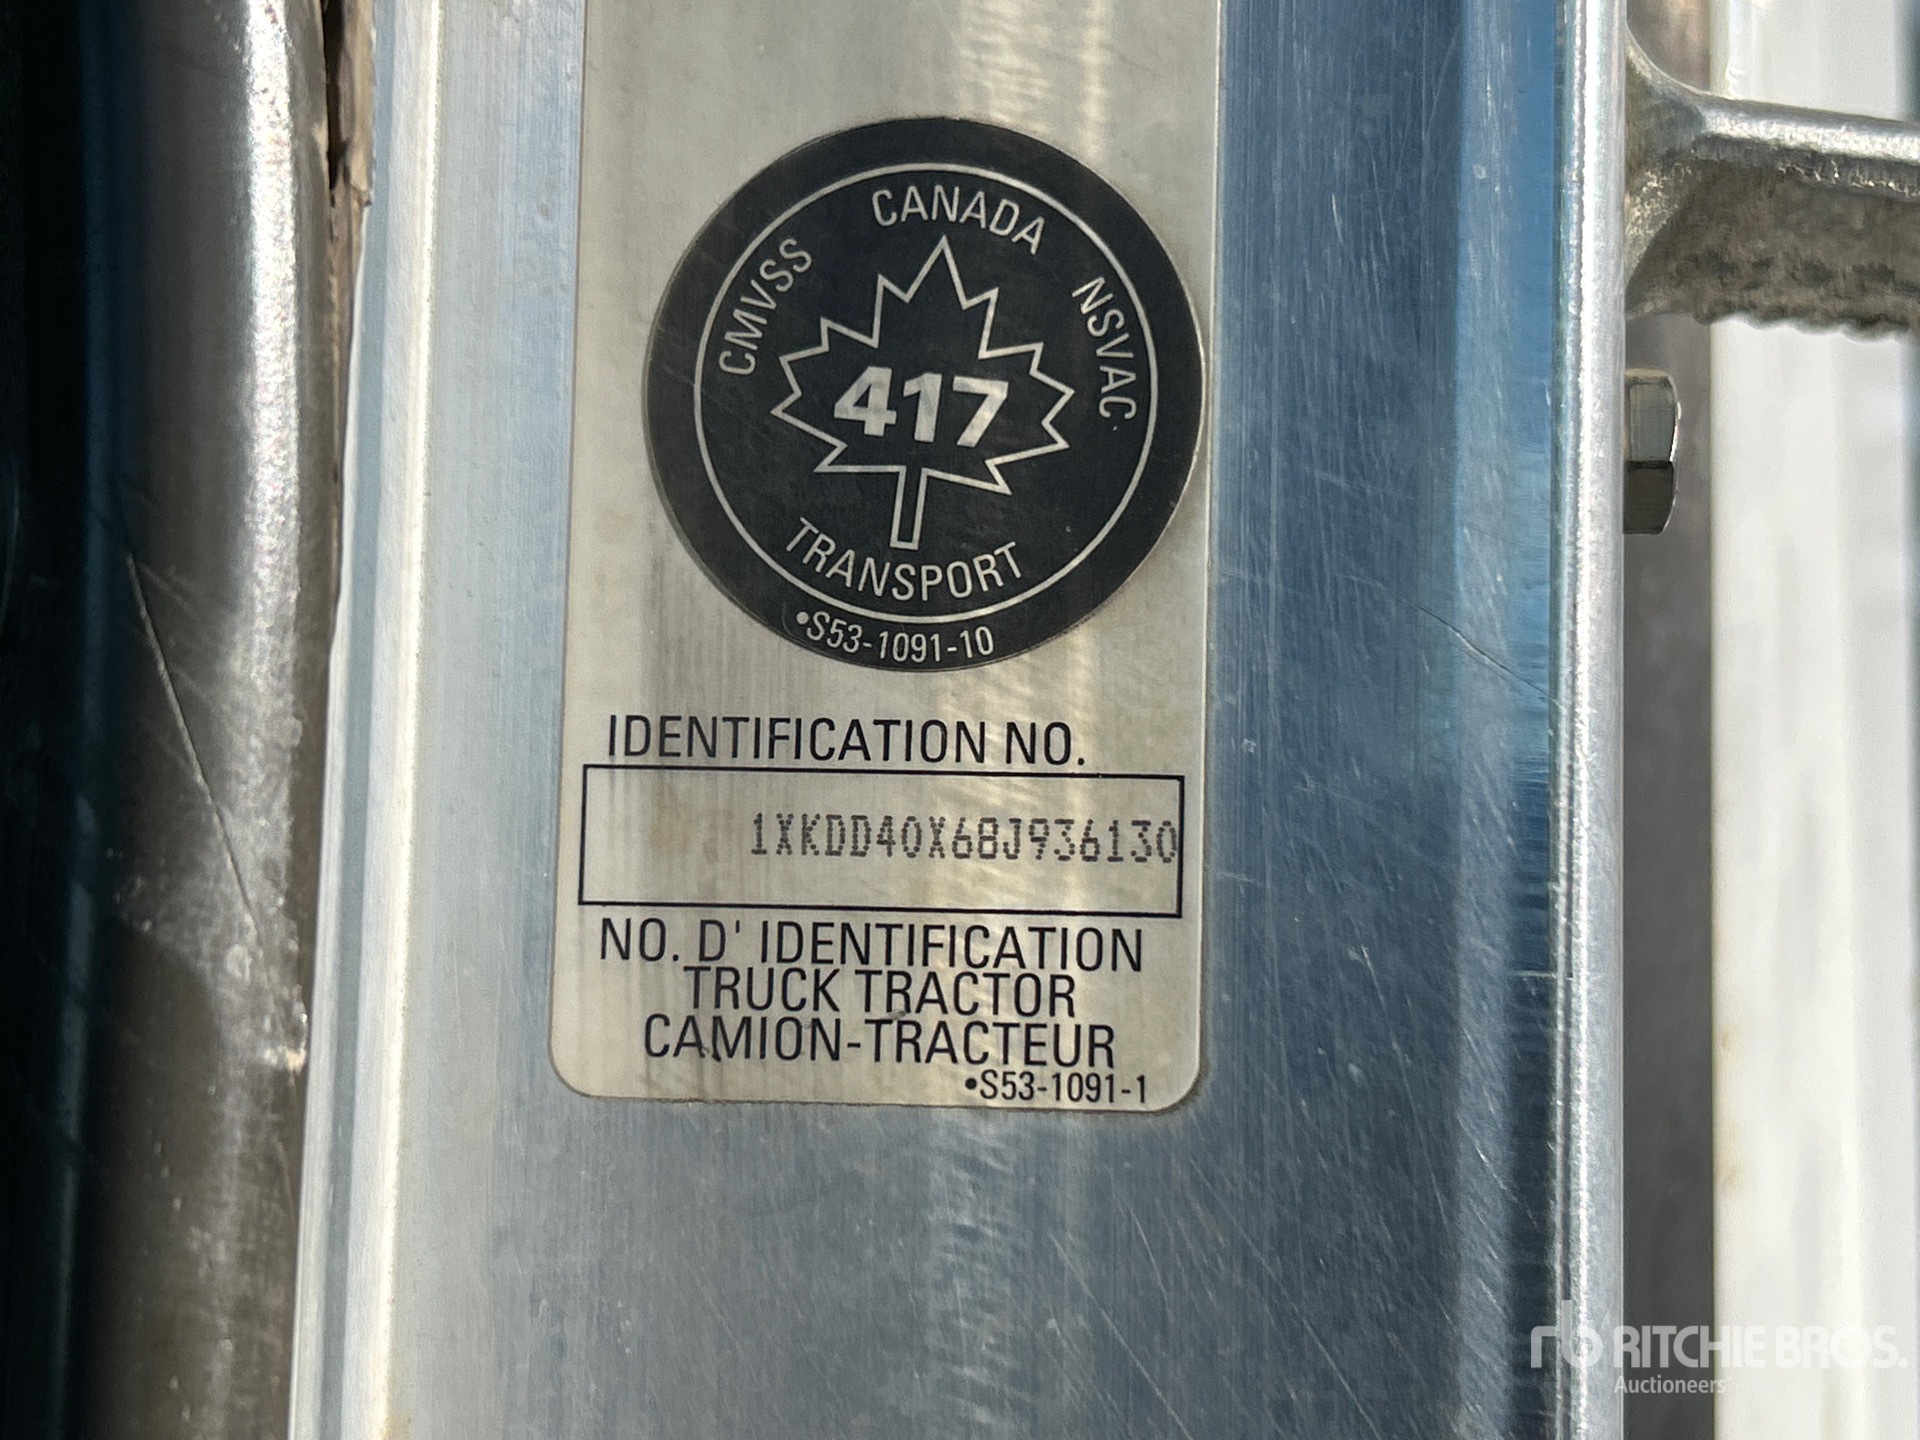 CANADA
CMVSS
NSVAC
417
TRANSPORT
•S53-1091-10
IDENTIFICATION NO.
1XKDD40X68J936130
NO. D' IDENTIFICATION
TRUCK TRACTOR
CAMION-TRACTEUR
•S53-1091-1
rb RITCHIE BROS.
Auctioneers